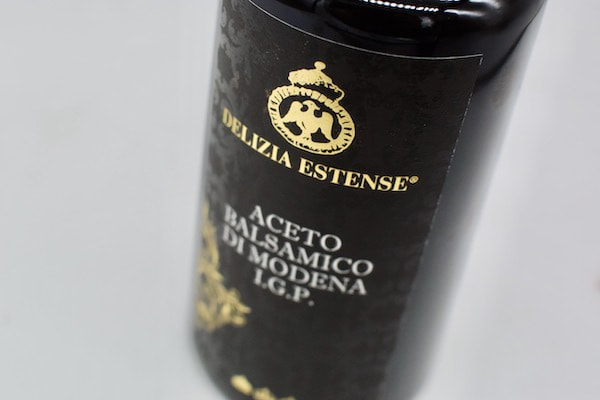 DELIZIA ESTENSE®
ACETO
BALSAMICO
DI MODENA
I.G.P.